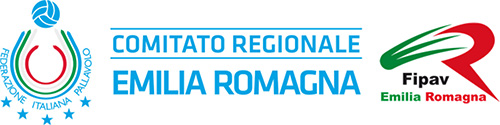 FEDERAZIONE ITALIANA PALLAVOLO
COMITATO REGIONALE
EMILIA ROMAGNA
Fipav
Emilia Romagna